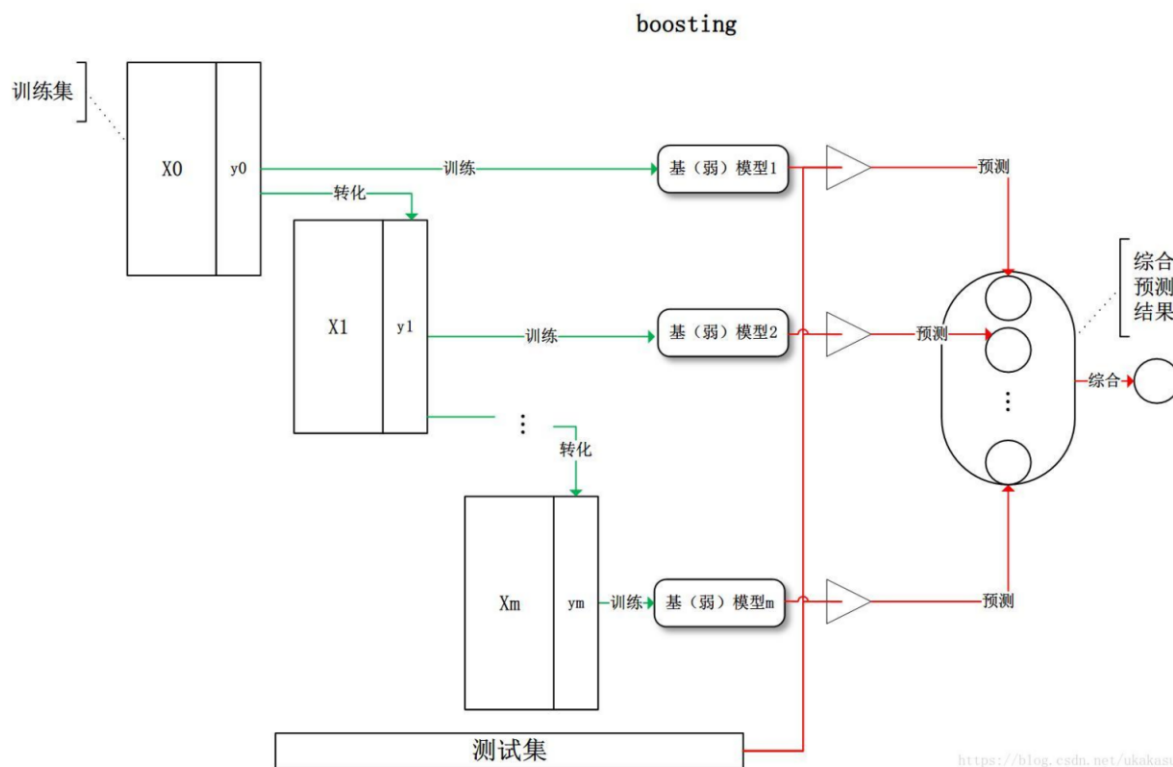 boosting
训练集
X0
y0
训练
基（弱）模型1
预测
转化
X1
y1
训练
基（弱）模型2
预测
综合
预测
结果
综合
⋮
转化
⋮
Xm
ym
训练
基（弱）模型m
预测
测试集